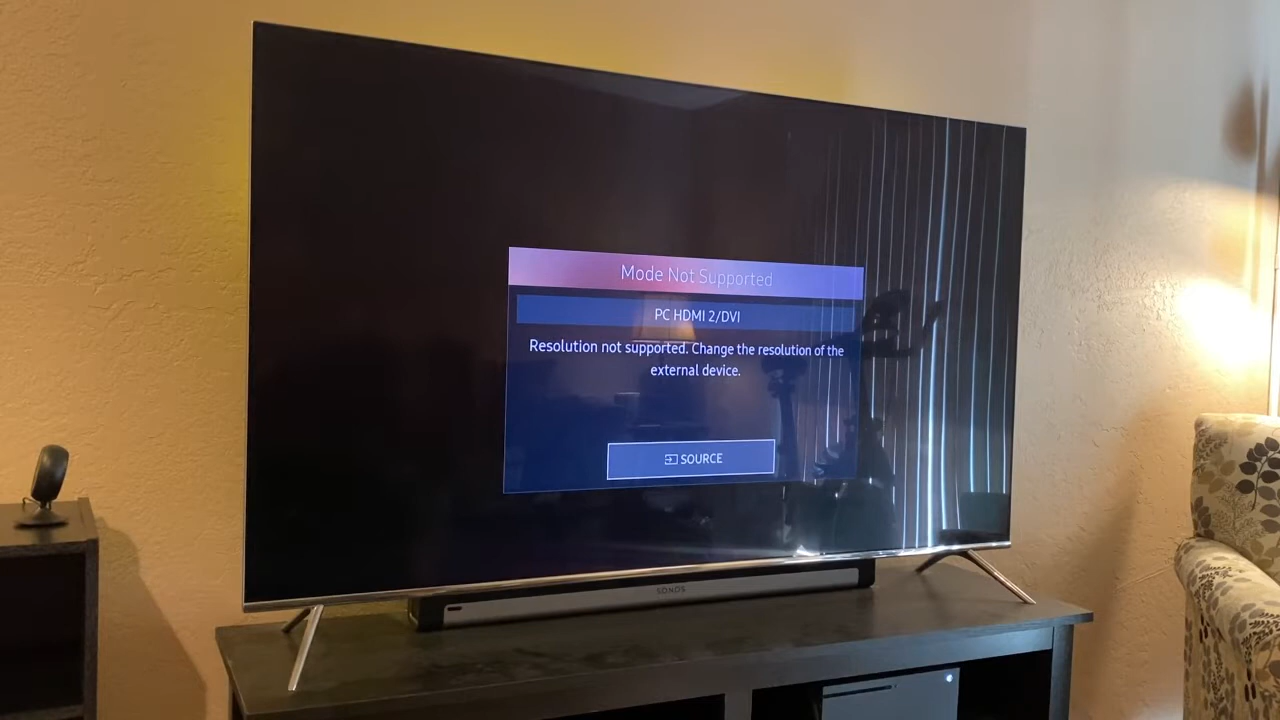 Mode Not Supported
PC HDMI 2/DVI
Resolution not supported. Change the resolution of the
external device.
SOURCE
SONOS